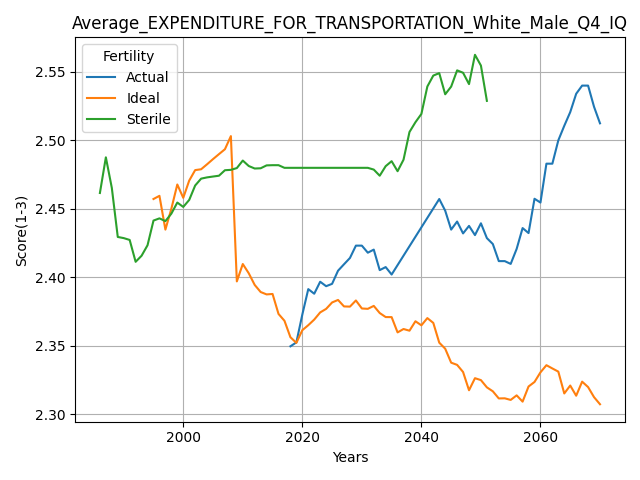 Average_EXPENDITURE_FOR_TRANSPORTATION_White_Male_Q4_IQ
Fertility
Actual
Ideal
Sterile
Score(1-3)
2.55
2.50
2.45
2.40
2.35
2.30
2000 2020 2040 2060
Years